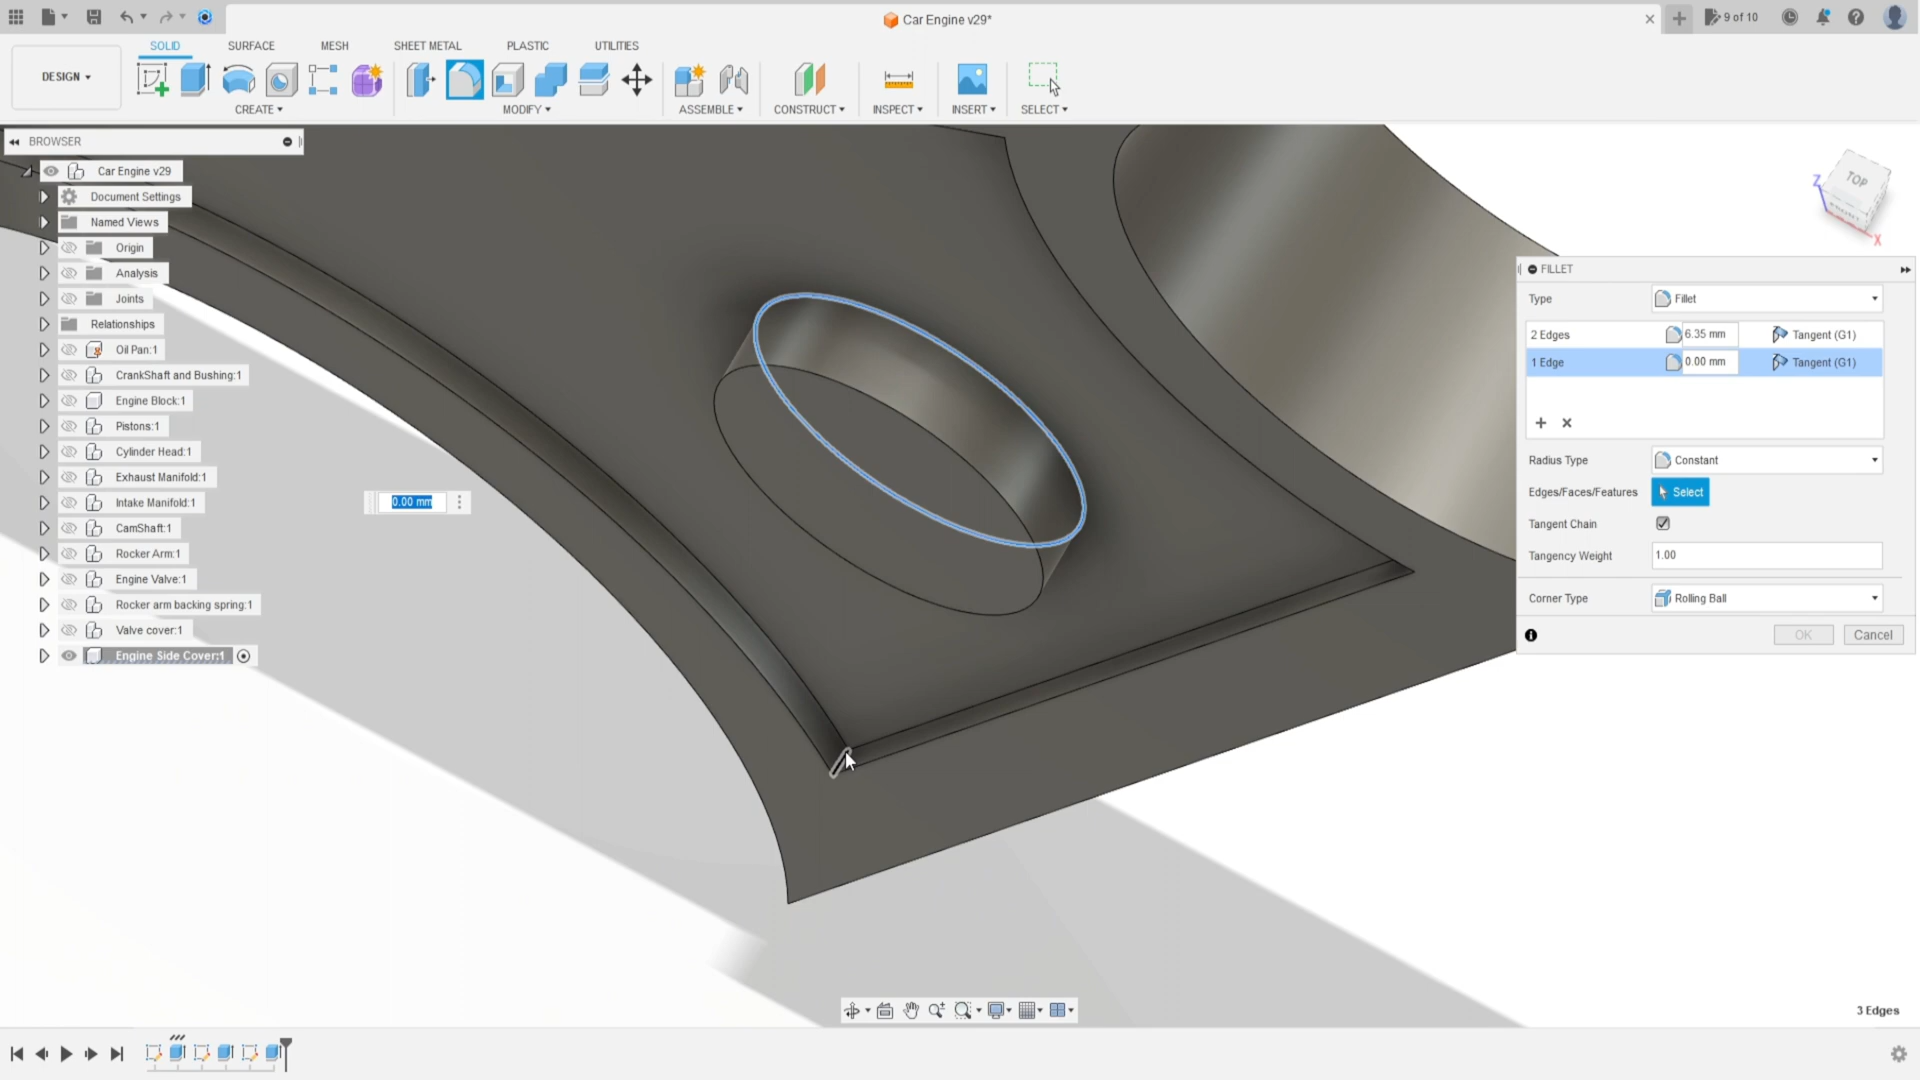 Car Engine v29*
9 of 10
DESIGN
SOLID
SURFACE
MESH
SHEET METAL
PLASTIC
UTILITIES
CREATE
MODIFY
ASSEMBLE
CONSTRUCT
INSPECT
INSERT
SELECT
BROWSER
Car Engine v29
Document Settings
Named Views
Origin
Analysis
Joints
Relationships
Oil Pan:1
CrankShaft and Bushing:1
Engine Block:1
Pistons:1
Cylinder Head:1
Exhaust Manifold:1
Intake Manifold:1
CamShaft:1
Rocker Arm:1
Engine Valve:1
Rocker arm backing spring:1
Valve cover:1
Engine Side Cover:1
0.00 mm
TOP
FRONT
Z
X
FILLET
Type
Fillet
2 Edges
6.35 mm
Tangent (G1)
1 Edge
0.00 mm
Tangent (G1)
Radius Type
Constant
Edges/Faces/Features
Select
Tangent Chain
Tangency Weight
1.00
Corner Type
Rolling Ball
OK
Cancel
3 Edges